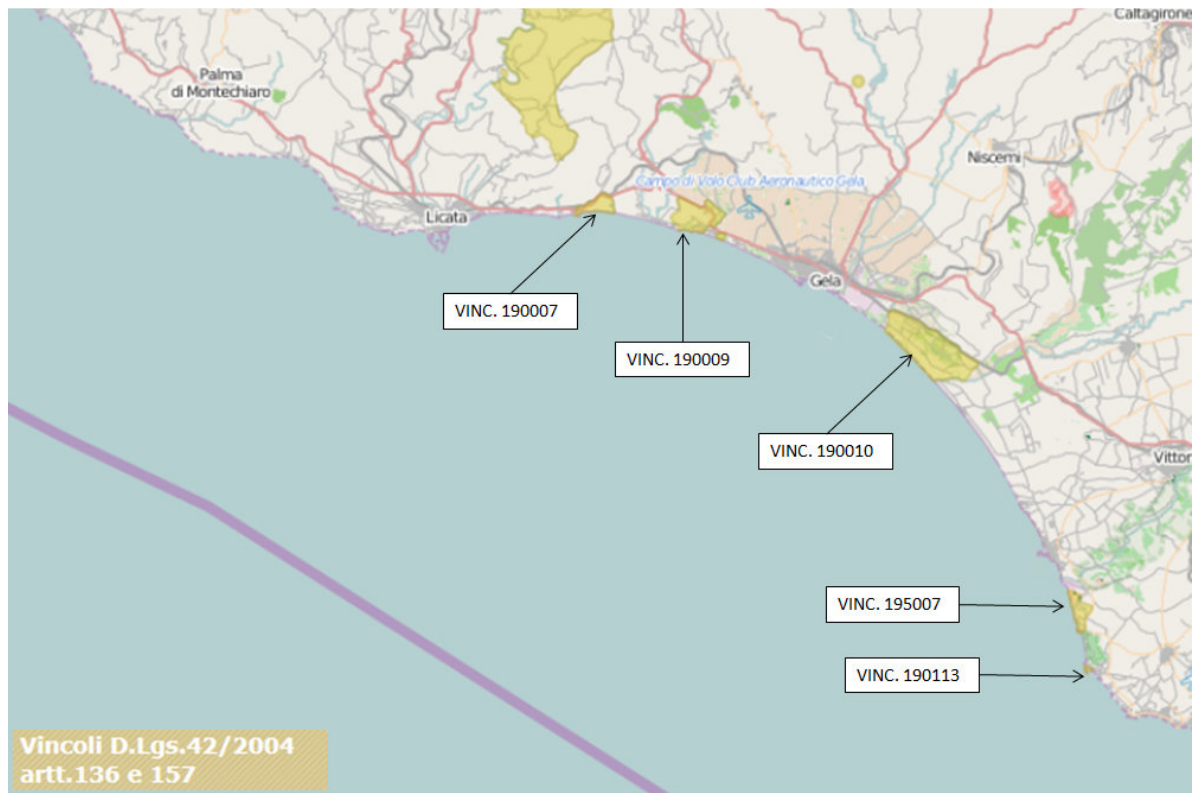 Caltagirone
Palma
di Montechiaro
Niscemi
Campo di Volo Club Aeronautico Gela
Licata
Gela
VINC. 190007
VINC. 190009
VINC. 190010
Vittor
VINC. 195007
VINC. 190113
Vincoli D.Lgs.42/2004
artt.136 e 157